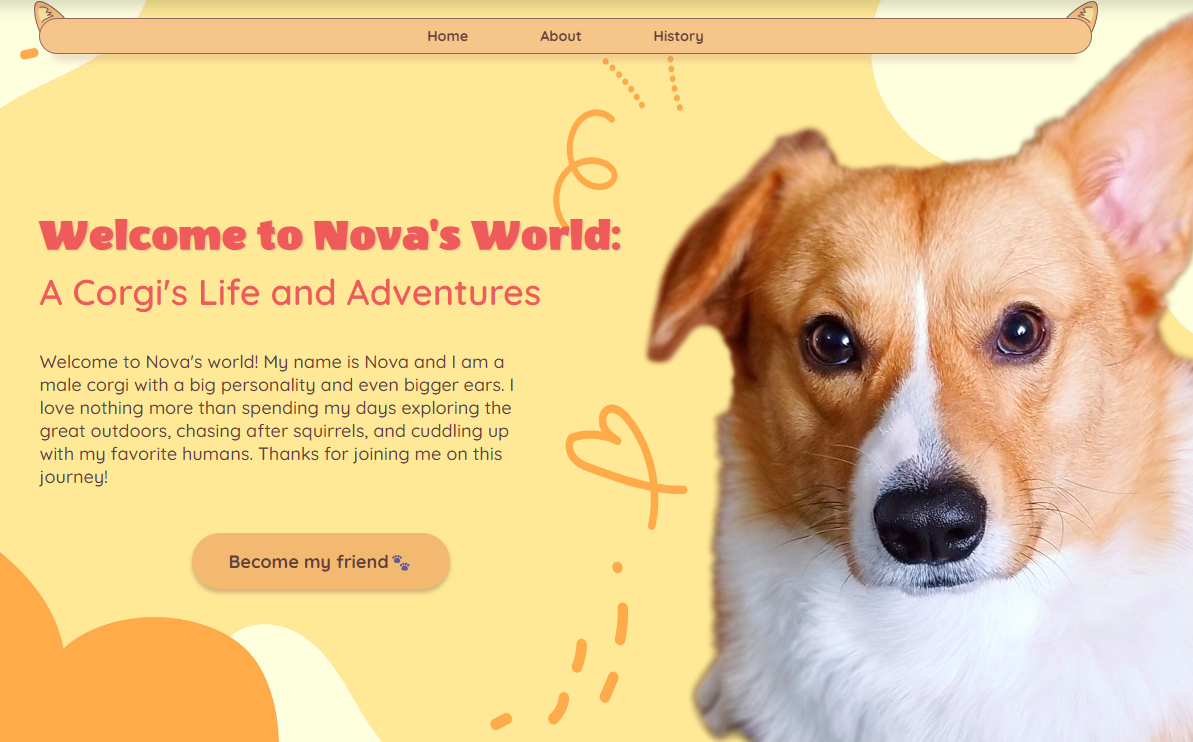 Home About History
Welcome to Nova's World:
A Corgi's Life and Adventures
Welcome to Nova's world! My name is Nova and I am a
male corgi with a big personality and even bigger ears. I
love nothing more than spending my days exploring the
great outdoors, chasing after squirrels, and cuddling up
with my favorite humans. Thanks for joining me on this
journey!
Become my friend🐾